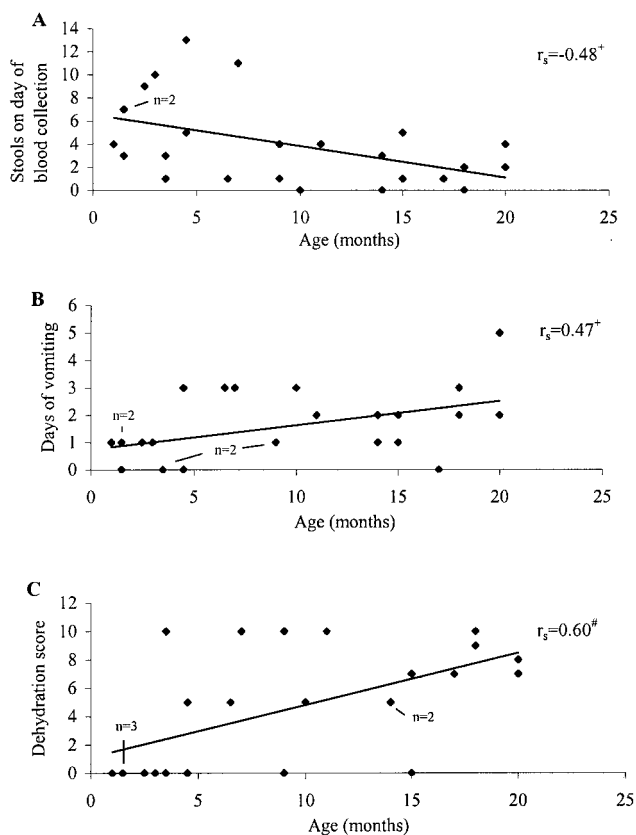 A
14
12
10
8
6
4
2
0
Stools on day of
blood collection
n=2
rs=-0.48+
0 5 10 15 20 25
Age (months)
B
6
5
4
3
2
1
0
Days of vomiting
n=2
n=2
rs=0.47+
0 5 10 15 20 25
Age (months)
C
12
10
8
6
4
2
0
Dehydration score
n=3
n=2
rs=0.60#
0 5 10 15 20 25
Age (months)